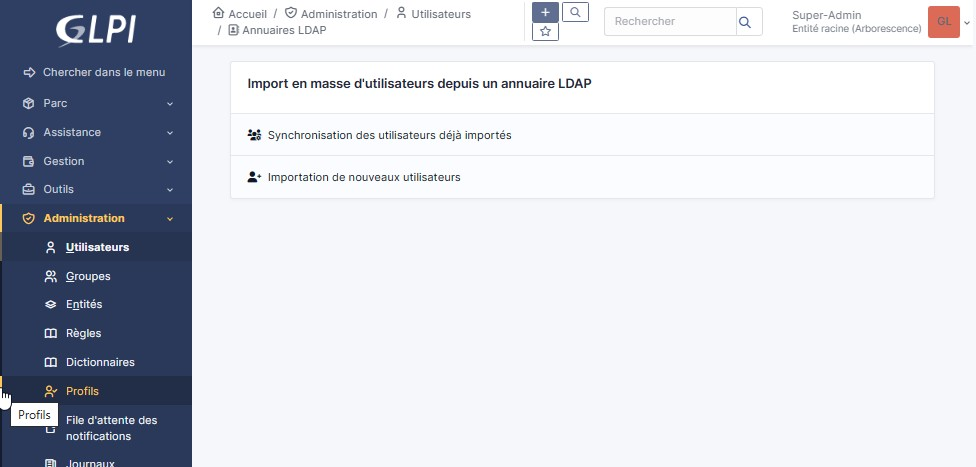 GLPI
Chercher dans le menu
Parc
Assistance
Gestion
Outils
Administration
Utilisateurs
Groupes
Entités
Règles
Dictionnaires
Profils
Profils
File d'attente des
notifications
Journaux
Accueil / Administration / Utilisateurs
/ Annuaires LDAP
Rechercher
Super-Admin
Entité racine (Arborescence)
GL
Import en masse d'utilisateurs depuis un annuaire LDAP
Synchronisation des utilisateurs déjà importés
Importation de nouveaux utilisateurs